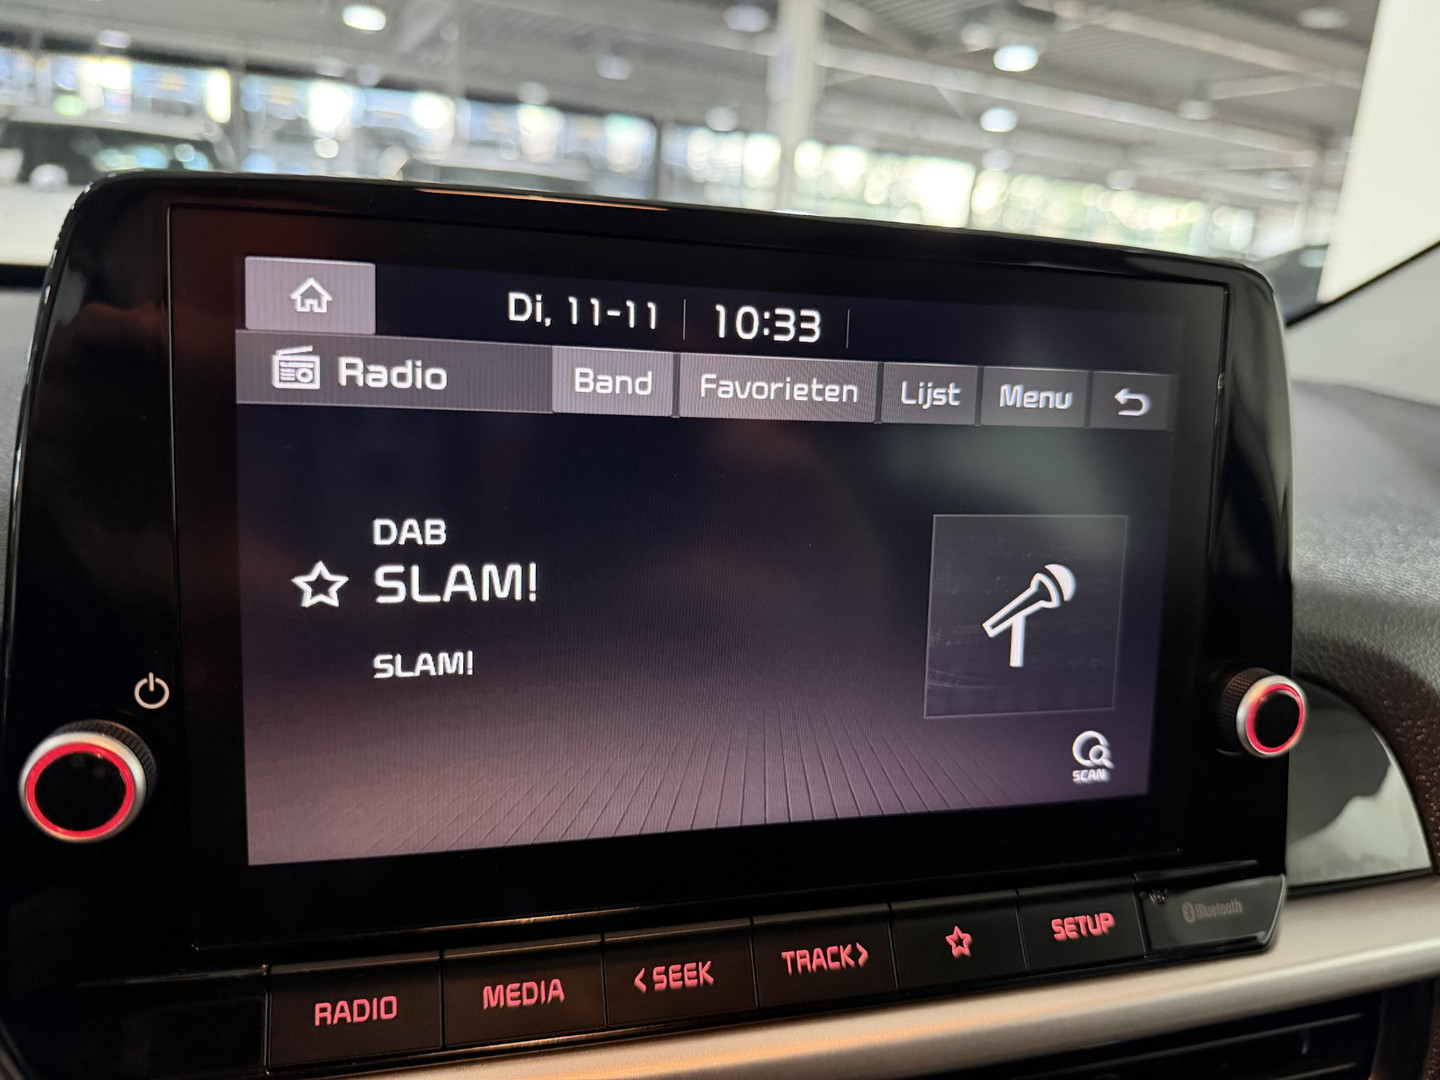 Di, 11-11 10:33
Radio Band Favorieten Lijst Menu
DAB
SLAM!
SLAM!
SCAN
RADIO MEDIA < SEEK TRACK > SETUP Bluetooth